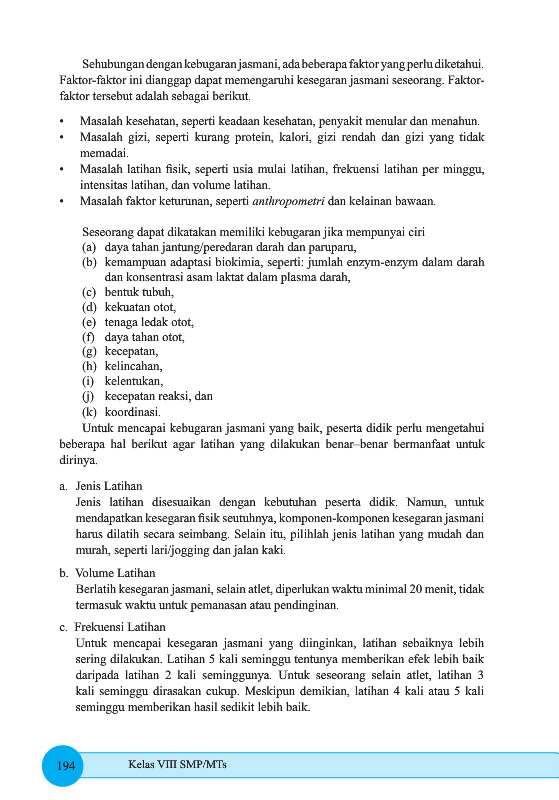 Sehubungan dengan kebugaran jasmani, ada beberapa faktor yang perlu diketahui.
Faktor-faktor ini dianggap dapat memengaruhi kesegaran jasmani seseorang. Faktor-
faktor tersebut adalah sebagai berikut.
• Masalah kesehatan, seperti keadaan kesehatan, penyakit menular dan menahun.
• Masalah gizi, seperti kurang protein, kalori, gizi rendah dan gizi yang tidak
memadai.
• Masalah latihan fisik, seperti usia mulai latihan, frekuensi latihan per minggu,
intensitas latihan, dan volume latihan.
• Masalah faktor keturunan, seperti anthropometri dan kelainan bawaan.
Seseorang dapat dikatakan memiliki kebugaran jika mempunyai ciri
(a) daya tahan jantung/peredaran darah dan paruparu,
(b) kemampuan adaptasi biokimia, seperti: jumlah enzym-enzym dalam darah
dan konsentrasi asam laktat dalam plasma darah,
(c) bentuk tubuh,
(d) kekuatan otot,
(e) tenaga ledak otot,
(f) daya tahan otot,
(g) kecepatan,
(h) kelincahan,
(i) kelentukan,
(j) kecepatan reaksi, dan
(k) koordinasi.
Untuk mencapai kebugaran jasmani yang baik, peserta didik perlu mengetahui
beberapa hal berikut agar latihan yang dilakukan benar–benar bermanfaat untuk
dirinya.
a. Jenis Latihan
Jenis latihan disesuaikan dengan kebutuhan peserta didik. Namun, untuk
mendapatkan kesegaran fisik seutuhnya, komponen-komponen kesegaran jasmani
harus dilatih secara seimbang. Selain itu, pilihlah jenis latihan yang mudah dan
murah, seperti lari/jogging dan jalan kaki.
b. Volume Latihan
Berlatih kesegaran jasmani, selain atlet, diperlukan waktu minimal 20 menit, tidak
termasuk waktu untuk pemanasan atau pendinginan.
c. Frekuensi Latihan
Untuk mencapai kesegaran jasmani yang diinginkan, latihan sebaiknya lebih
sering dilakukan. Latihan 5 kali seminggu tentunya memberikan efek lebih baik
daripada latihan 2 kali seminggunya. Untuk seseorang selain atlet, latihan 3
kali seminggu dirasakan cukup. Meskipun demikian, latihan 4 kali atau 5 kali
seminggu memberikan hasil sedikit lebih baik.
194 Kelas VIII SMP/MTs